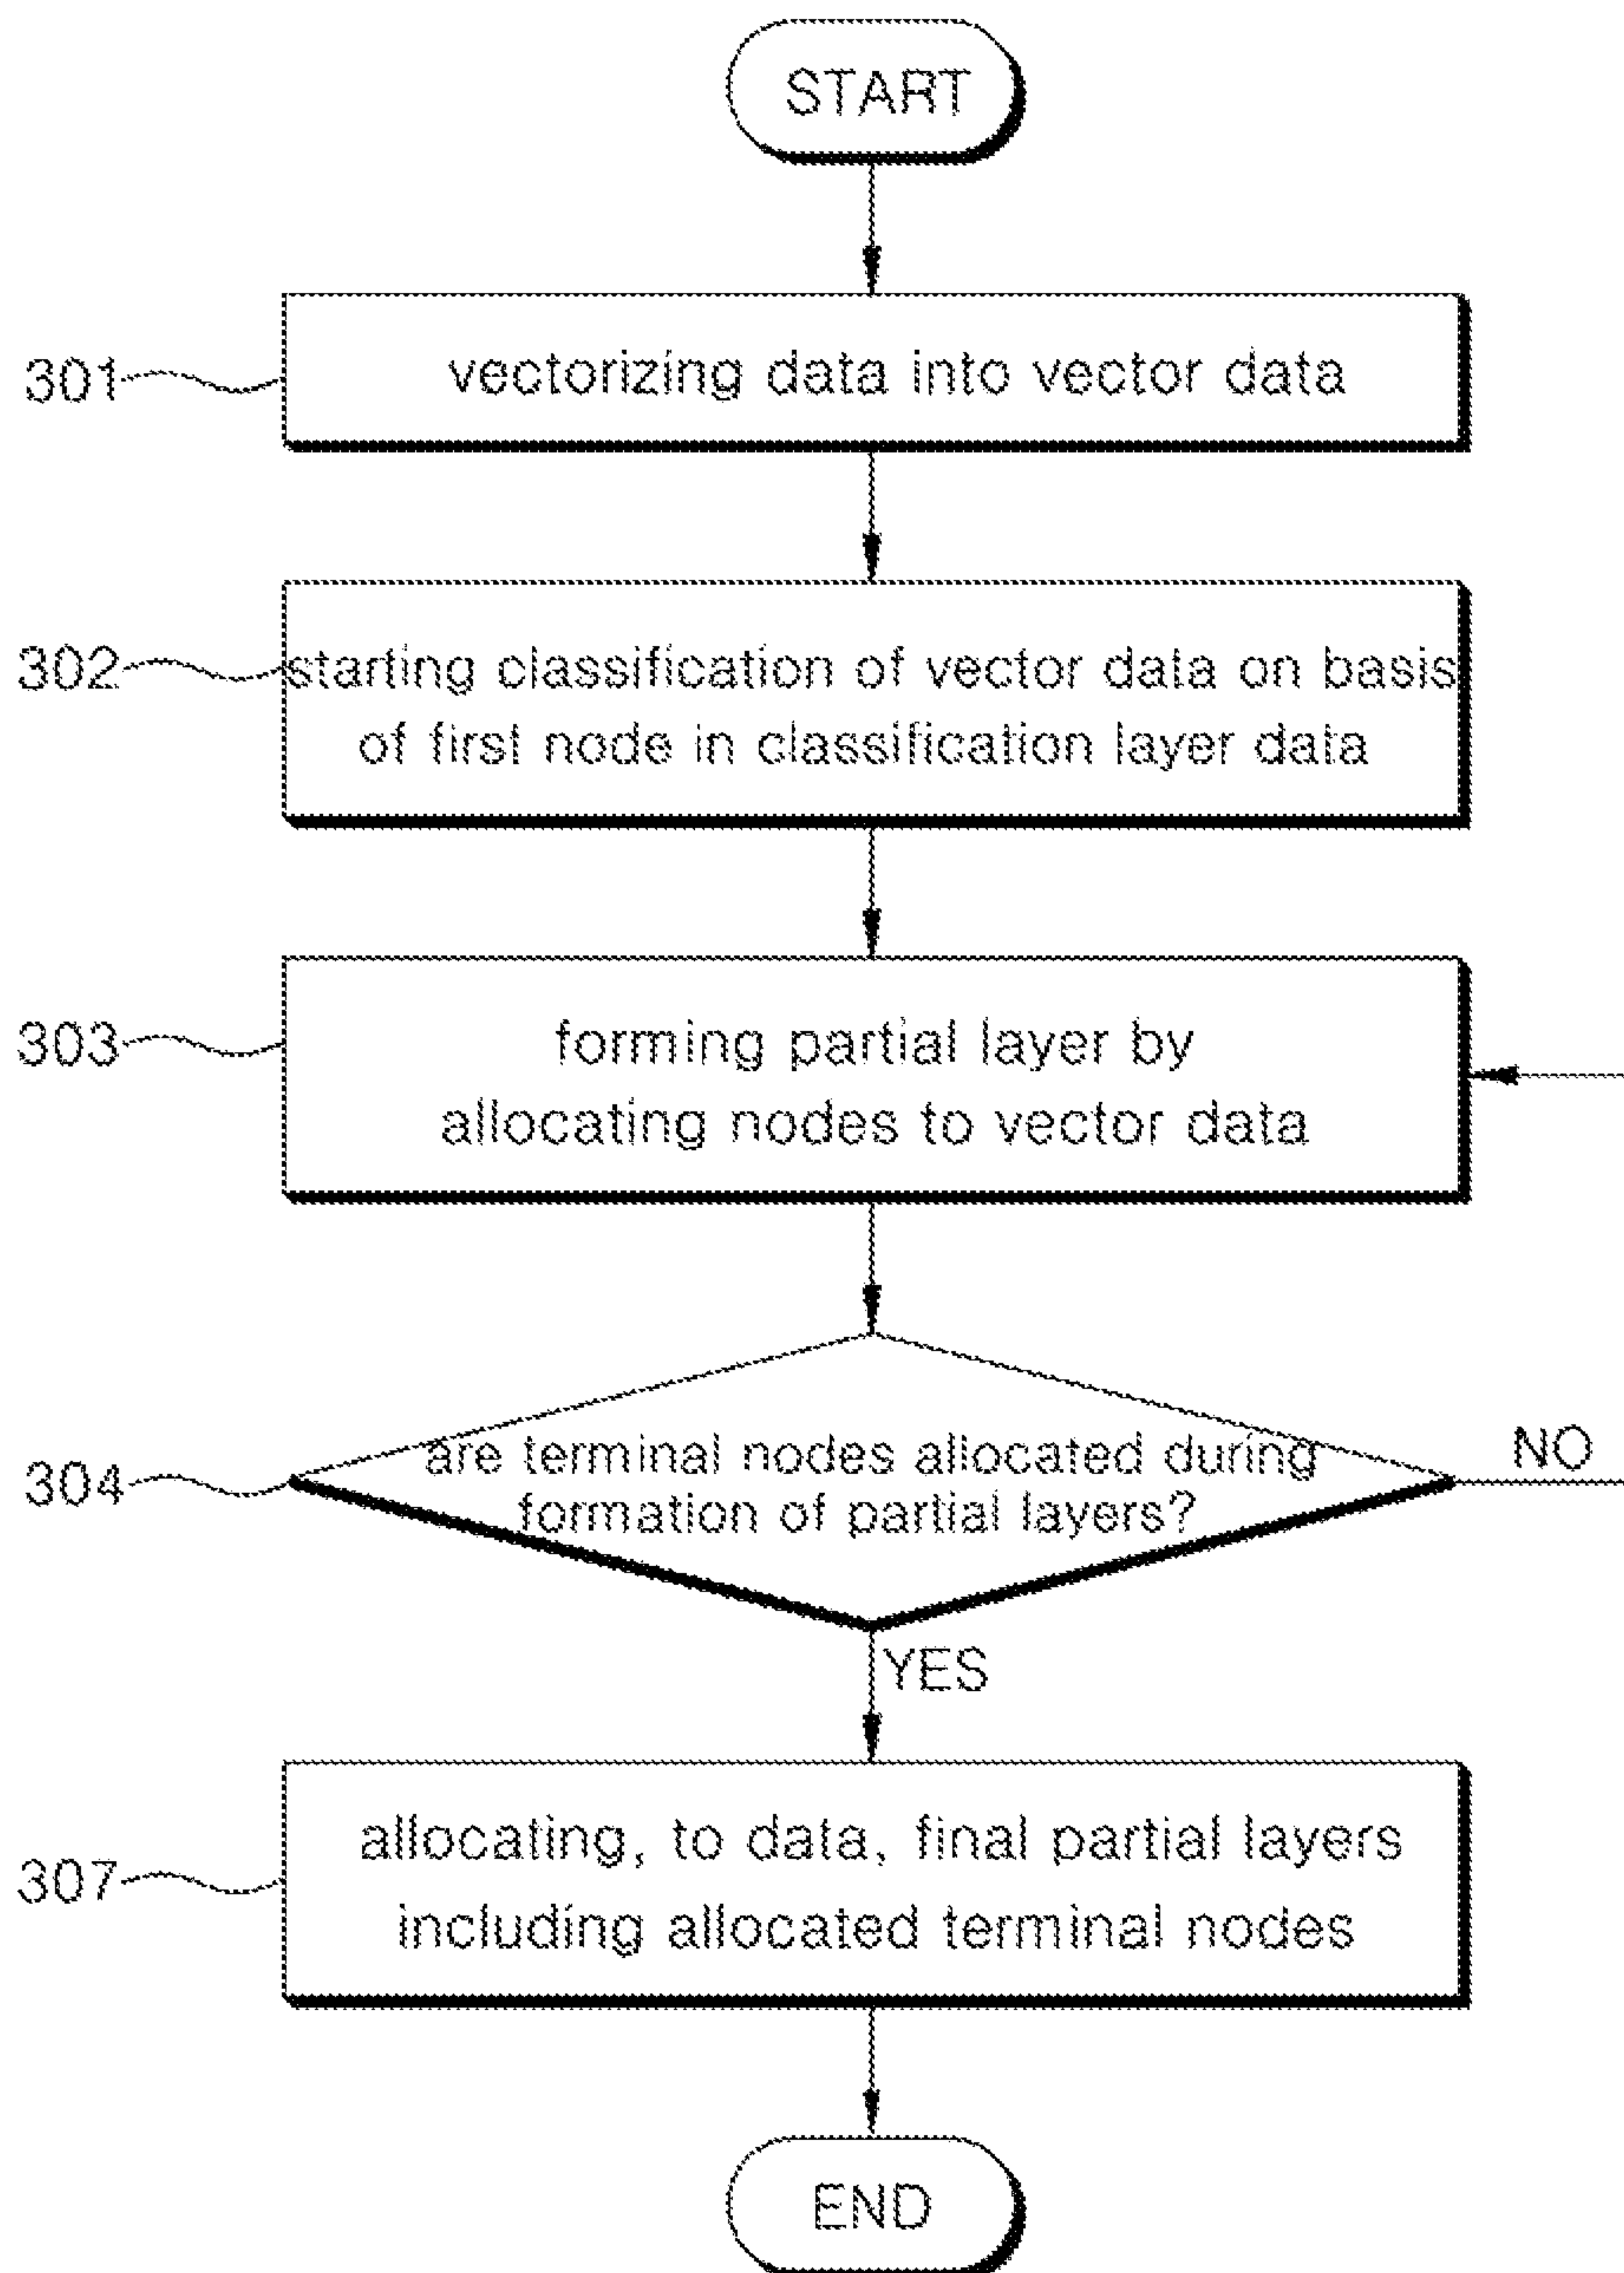 START
301
vectorizing data into vector data
302
starting classification of vector data on basis
of first node in classification layer data
303
forming partial layer by
allocating nodes to vector data
304
are terminal nodes allocated during
formation of partial layers?
NO
YES
307
allocating, to data, final partial layers
including allocated terminal nodes
END